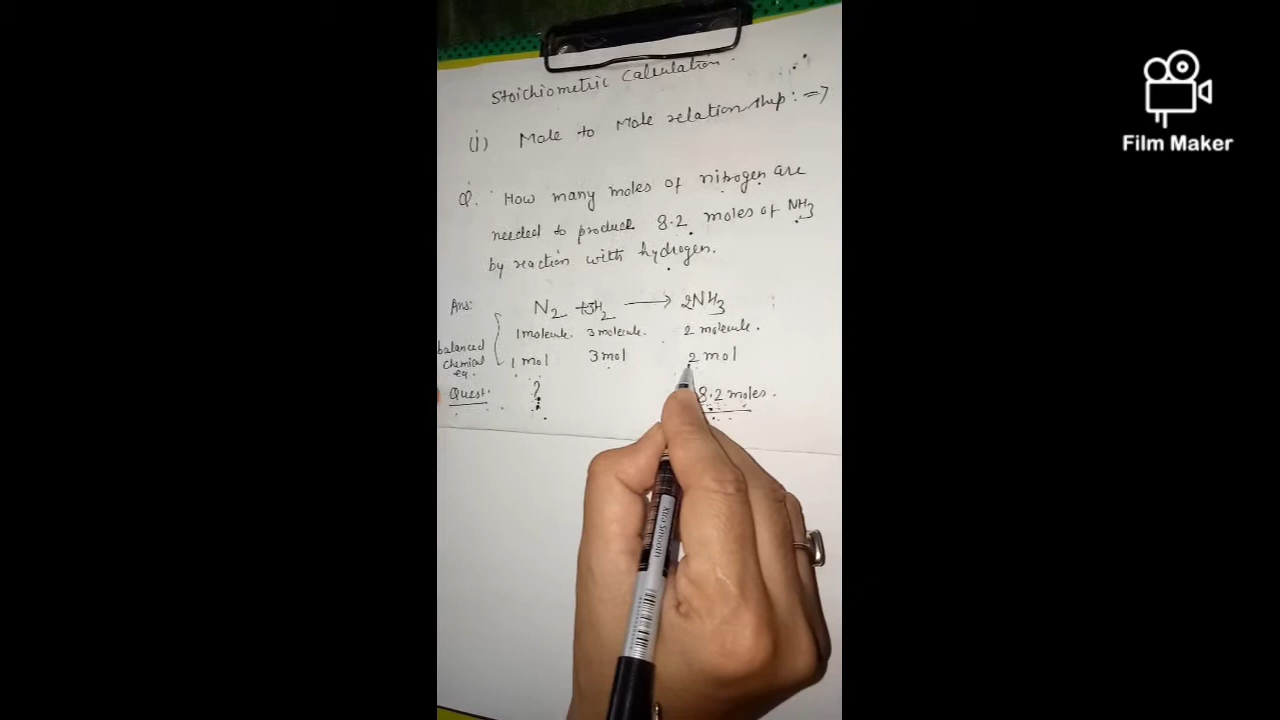 Stoichiometric Calculation.
(i) Mole to Mole relationship: =>
Q. How many moles of nitrogen are
needed to produce 8.2 moles of NH3
by reaction with hydrogen.
Ans: N2 + 3H2 → 2NH3
1 molecule. 3 molecule. 2 molecule.
balanced
chemical
eq.
1 mol 3 mol 2 mol
Quest. ? 8.2 moles.
Film Maker